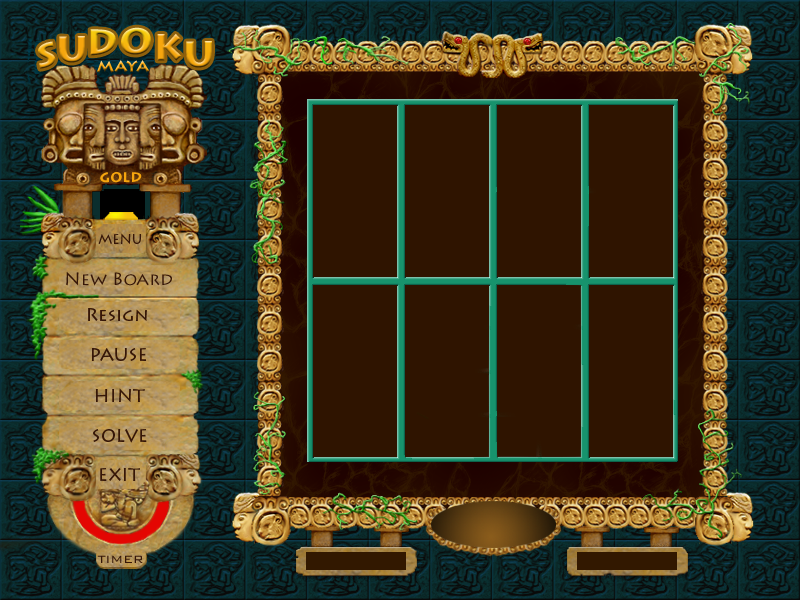 SUDOKU
MAYA
GOLD
MENU
NEW BOARD
RESIGN
PAUSE
HINT
SOLVE
EXIT
TIMER